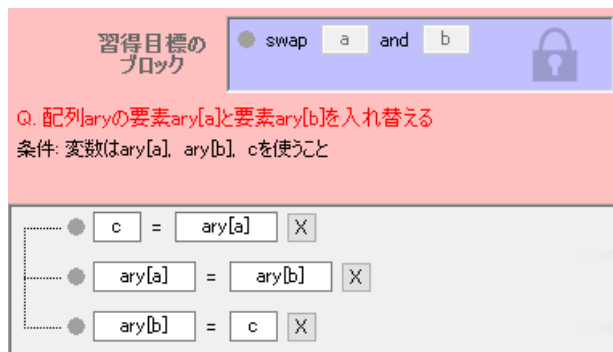 習得目標の
ブロック
swap a and b
Q. 配列aryの要素ary[a]と要素ary[b]を入れ替える
条件: 変数はary[a], ary[b], cを使うこと
c = ary[a] X
ary[a] = ary[b] X
ary[b] = c X